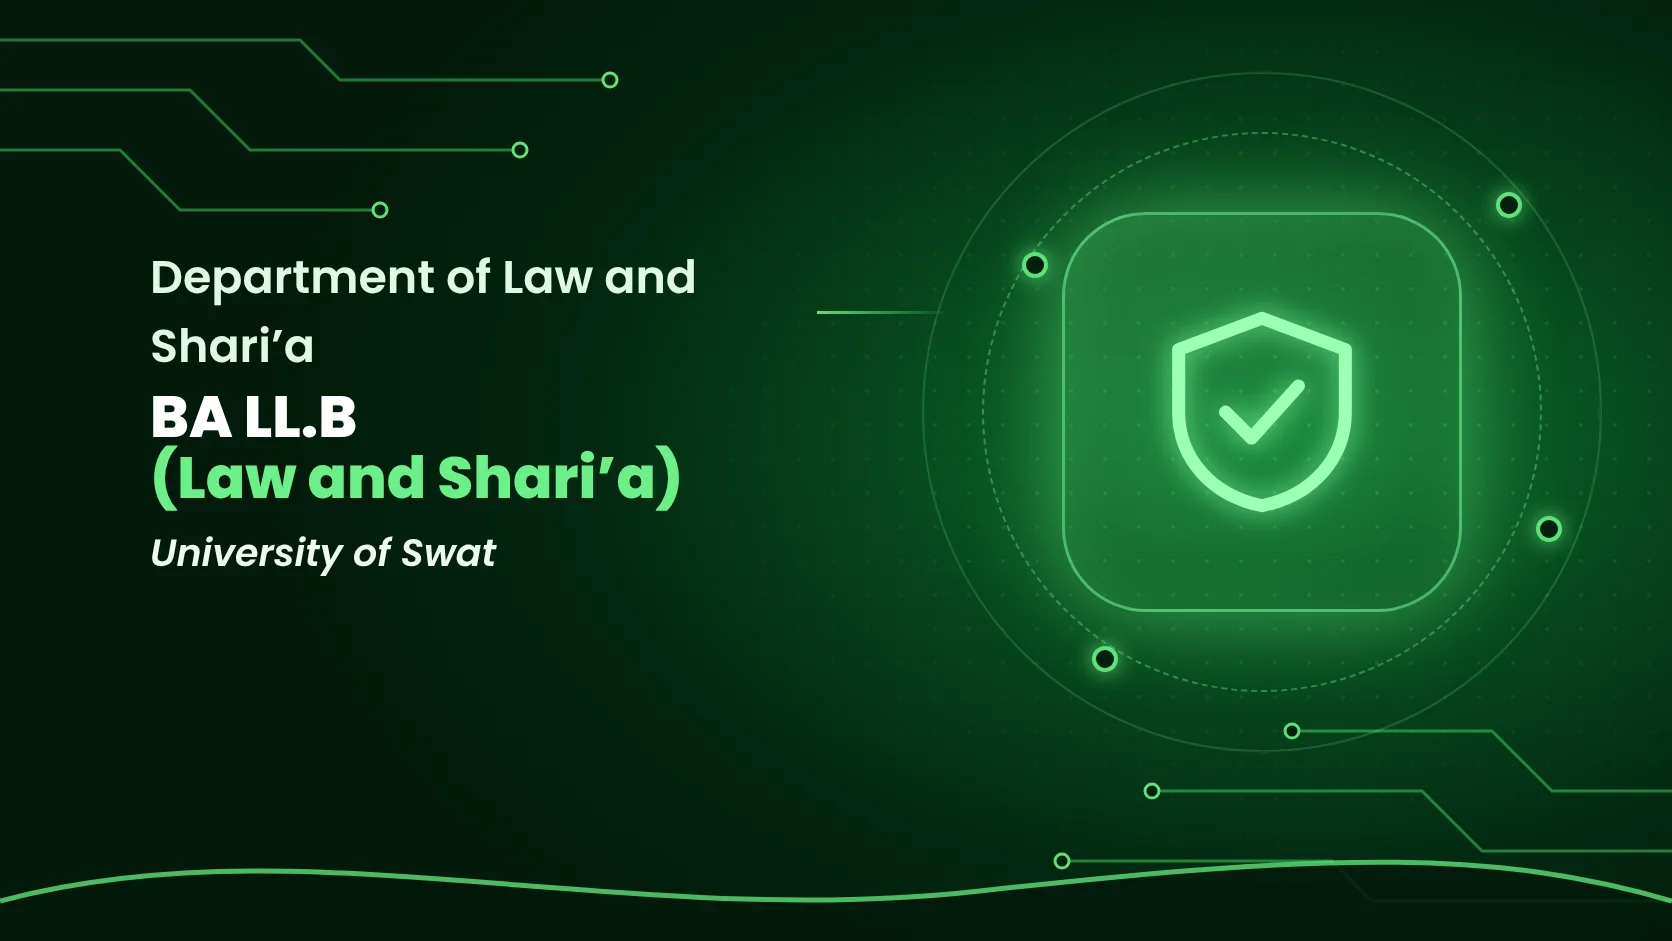 Department of Law and
Shari’a
BA LL.B
(Law and Shari’a)
University of Swat